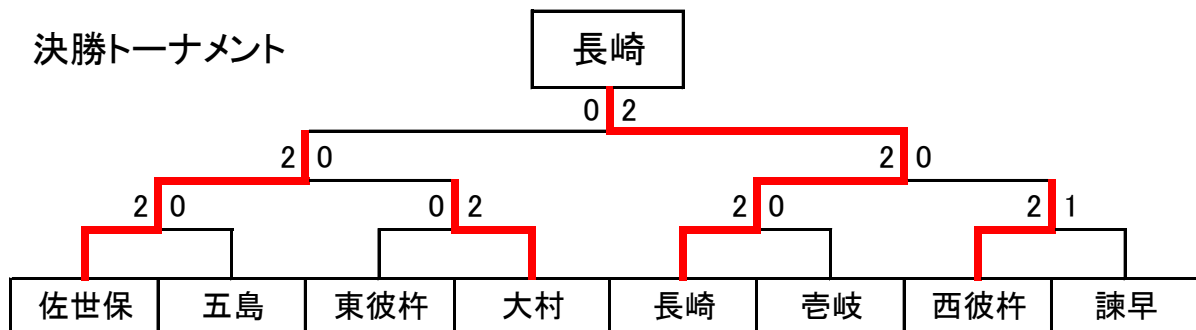 決勝トーナメント
長崎
0 2
2 0 2 0
2 0 0 2 2 0 2 1
佐世保 五島 東彼杵 大村 長崎 壱岐 西彼杵 諫早